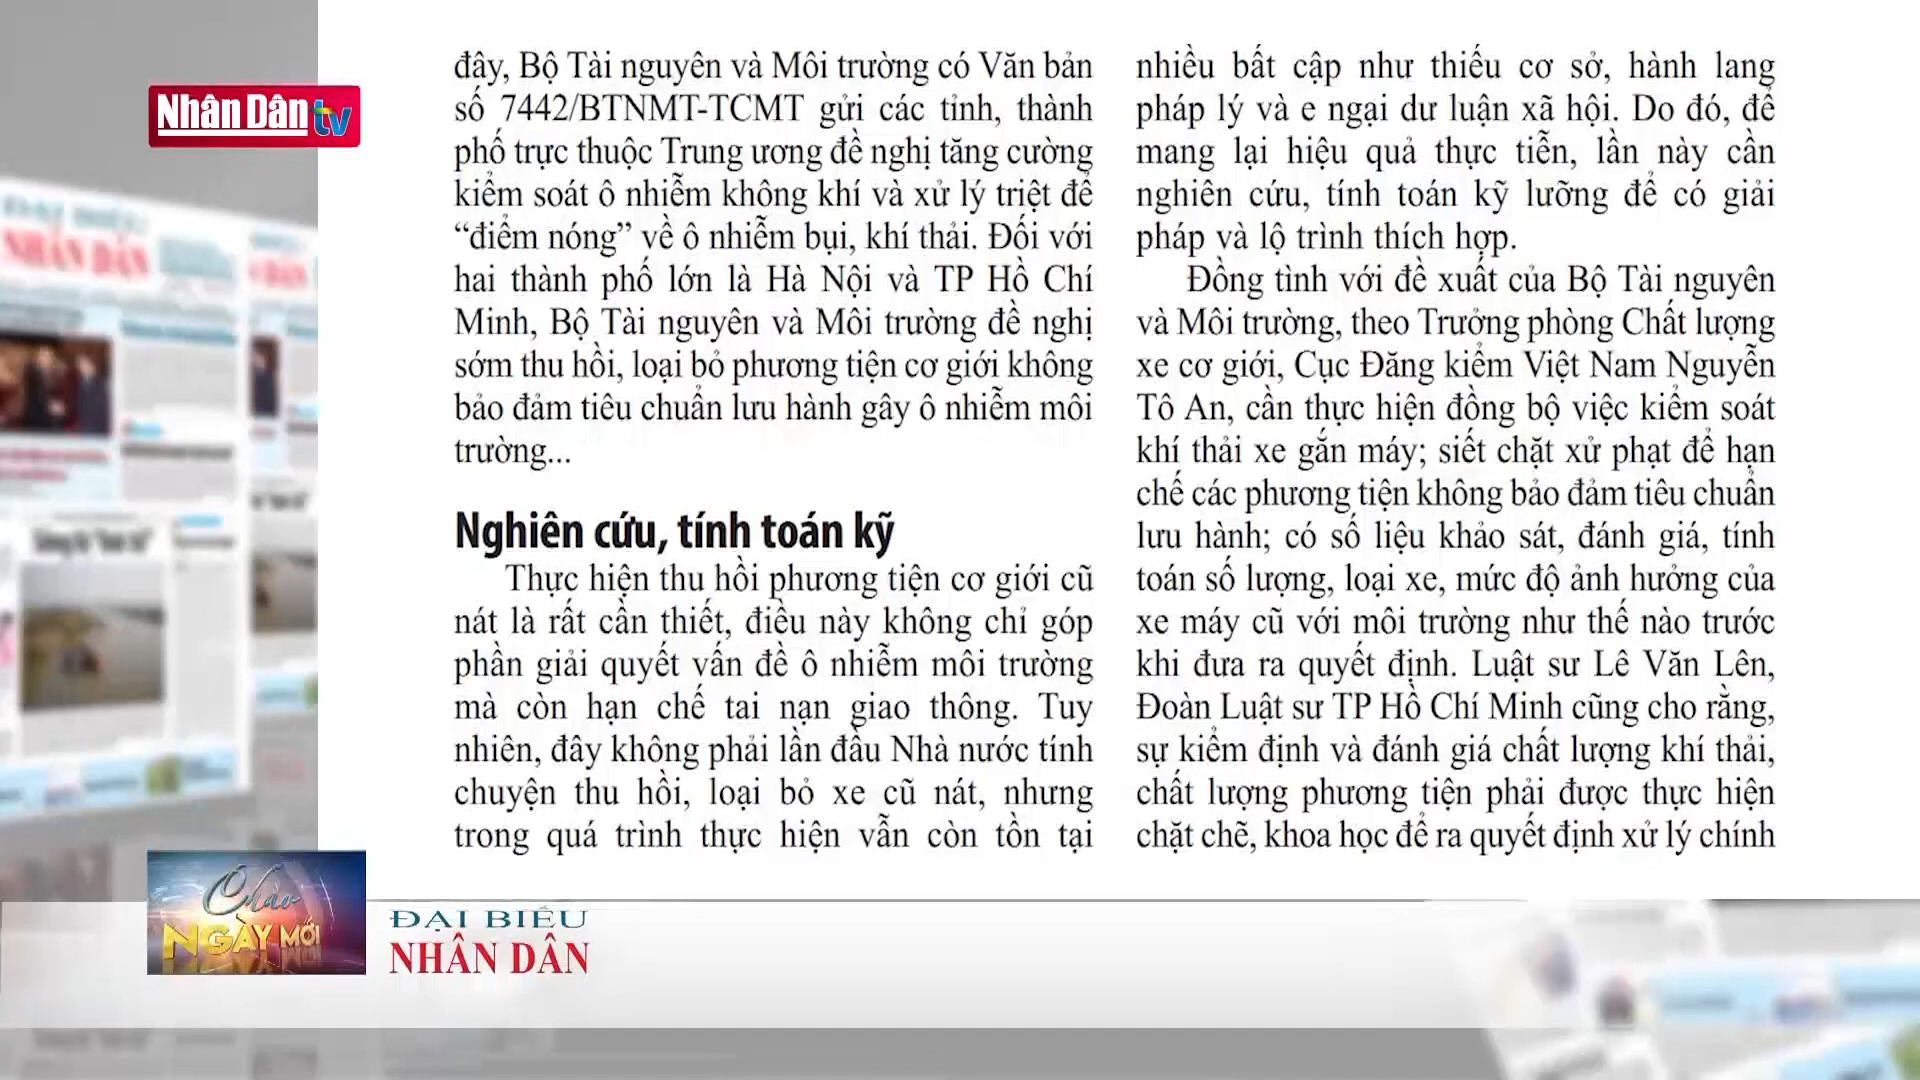 Nhân Dân tv
đây, Bộ Tài nguyên và Môi trường có Văn bản
số 7442/BTNMT-TCMT gửi các tỉnh, thành
phố trực thuộc Trung ương đề nghị tăng cường
kiểm soát ô nhiễm không khí và xử lý triệt để
“điểm nóng” về ô nhiễm bụi, khí thải. Đối với
hai thành phố lớn là Hà Nội và TP Hồ Chí
Minh, Bộ Tài nguyên và Môi trường đề nghị
sớm thu hồi, loại bỏ phương tiện cơ giới không
bảo đảm tiêu chuẩn lưu hành gây ô nhiễm môi
trường...
Nghiên cứu, tính toán kỹ
Thực hiện thu hồi phương tiện cơ giới cũ
nát là rất cần thiết, điều này không chỉ góp
phần giải quyết vấn đề ô nhiễm môi trường
mà còn hạn chế tai nạn giao thông. Tuy
nhiên, đây không phải lần đầu Nhà nước tính
chuyện thu hồi, loại bỏ xe cũ nát, nhưng
trong quá trình thực hiện vẫn còn tồn tại
nhiều bất cập như thiếu cơ sở, hành lang
pháp lý và e ngại dư luận xã hội. Do đó, để
mang lại hiệu quả thực tiễn, lần này cần
nghiên cứu, tính toán kỹ lưỡng để có giải
pháp và lộ trình thích hợp.
Đồng tình với đề xuất của Bộ Tài nguyên
và Môi trường, theo Trưởng phòng Chất lượng
xe cơ giới, Cục Đăng kiểm Việt Nam Nguyễn
Tô An, cần thực hiện đồng bộ việc kiểm soát
khí thải xe gắn máy; siết chặt xử phạt để hạn
chế các phương tiện không bảo đảm tiêu chuẩn
lưu hành; có số liệu khảo sát, đánh giá, tính
toán số lượng, loại xe, mức độ ảnh hưởng của
xe máy cũ với môi trường như thế nào trước
khi đưa ra quyết định. Luật sư Lê Văn Lên,
Đoàn Luật sư TP Hồ Chí Minh cũng cho rằng,
sự kiểm định và đánh giá chất lượng khí thải,
chất lượng phương tiện phải được thực hiện
chặt chẽ, khoa học để ra quyết định xử lý chính
Chào
NGÀY MỚI
ĐẠI BIỂU
NHÂN DÂN
NHÂN DÂN